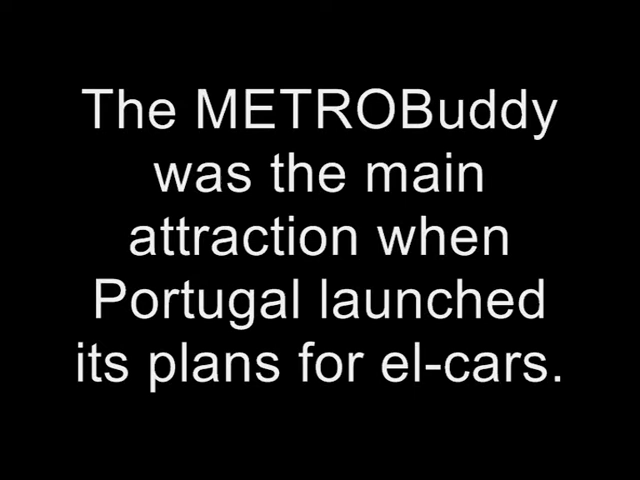 The METROBuddy
was the main
attraction when
Portugal launched
its plans for el-cars.